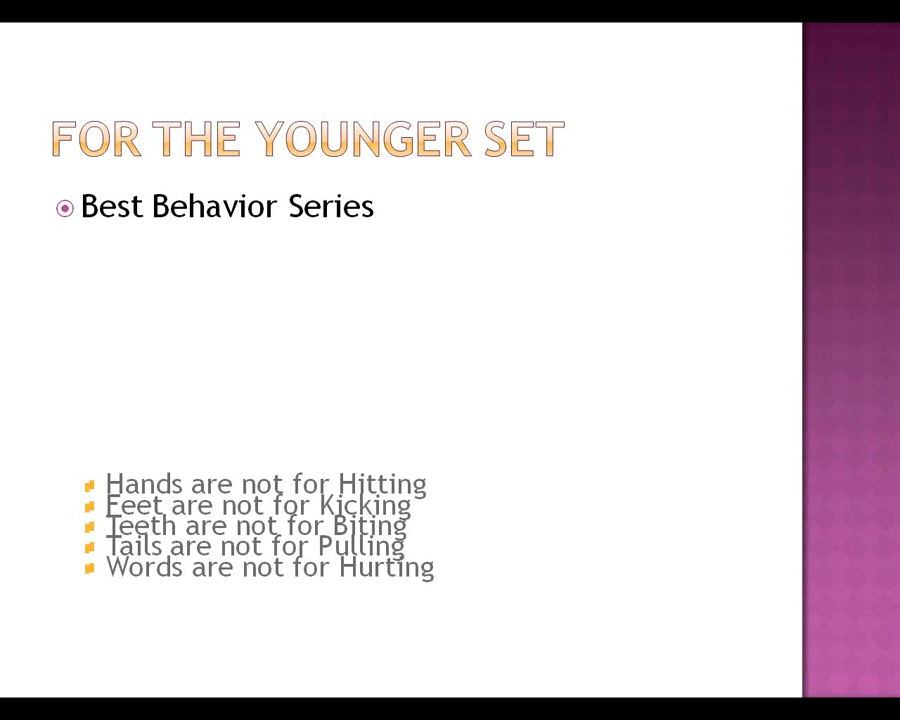 FOR THE YOUNGER SET
Best Behavior Series
Hands are not for Hitting
Feet are not for Kicking
Teeth are not for Biting
Tails are not for Pulling
Words are not for Hurting